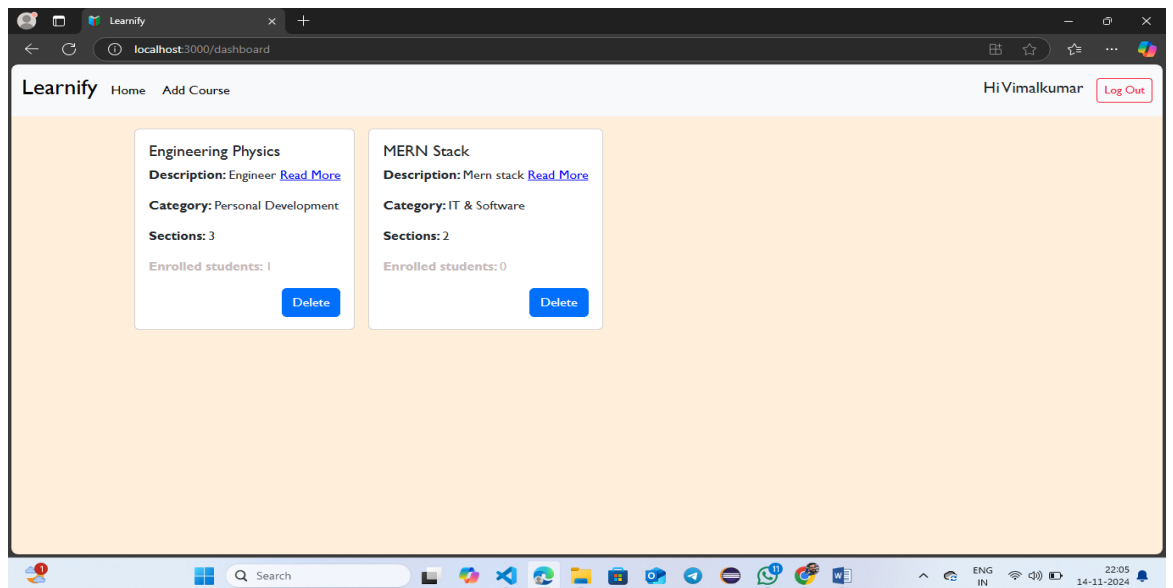 Learnify
localhost:3000/dashboard
Learnify Home Add Course Hi Vimalkumar Log Out
Engineering Physics
Description: Engineer Read More
Category: Personal Development
Sections: 3
Enrolled students: 1
Delete
MERN Stack
Description: Mern stack Read More
Category: IT & Software
Sections: 2
Enrolled students: 0
Delete
1
Search
11
ENG
IN
22:05
14-11-2024